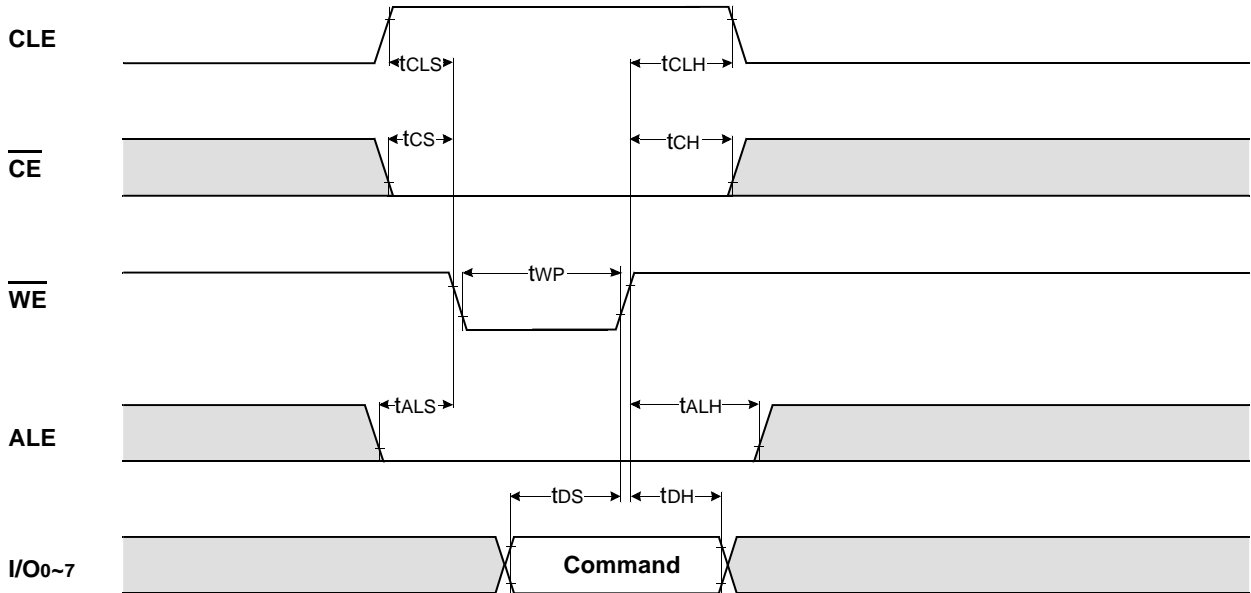 CLE
tCLS
tCLH
CE
tCS
tCH
WE
tWP
ALE
tALS
tALH
I/O0~7
tDS
tDH
Command